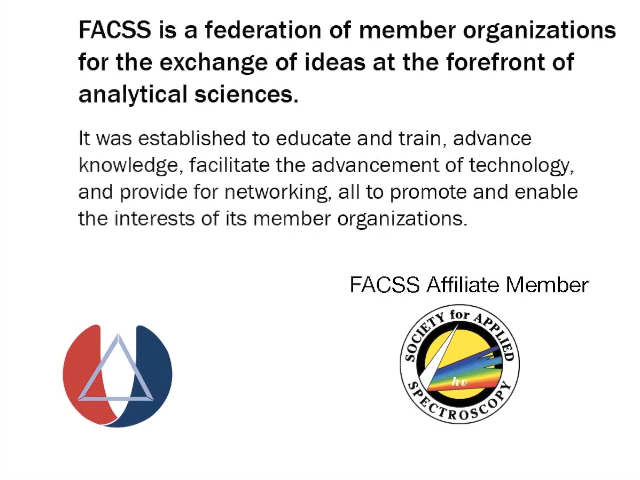 FACSS is a federation of member organizations
for the exchange of ideas at the forefront of
analytical sciences.
It was established to educate and train, advance
knowledge, facilitate the advancement of technology,
and provide for networking, all to promote and enable
the interests of its member organizations.
FACSS Affiliate Member
SOCIETY for APPLIED
hν
SPECTROSCOPY